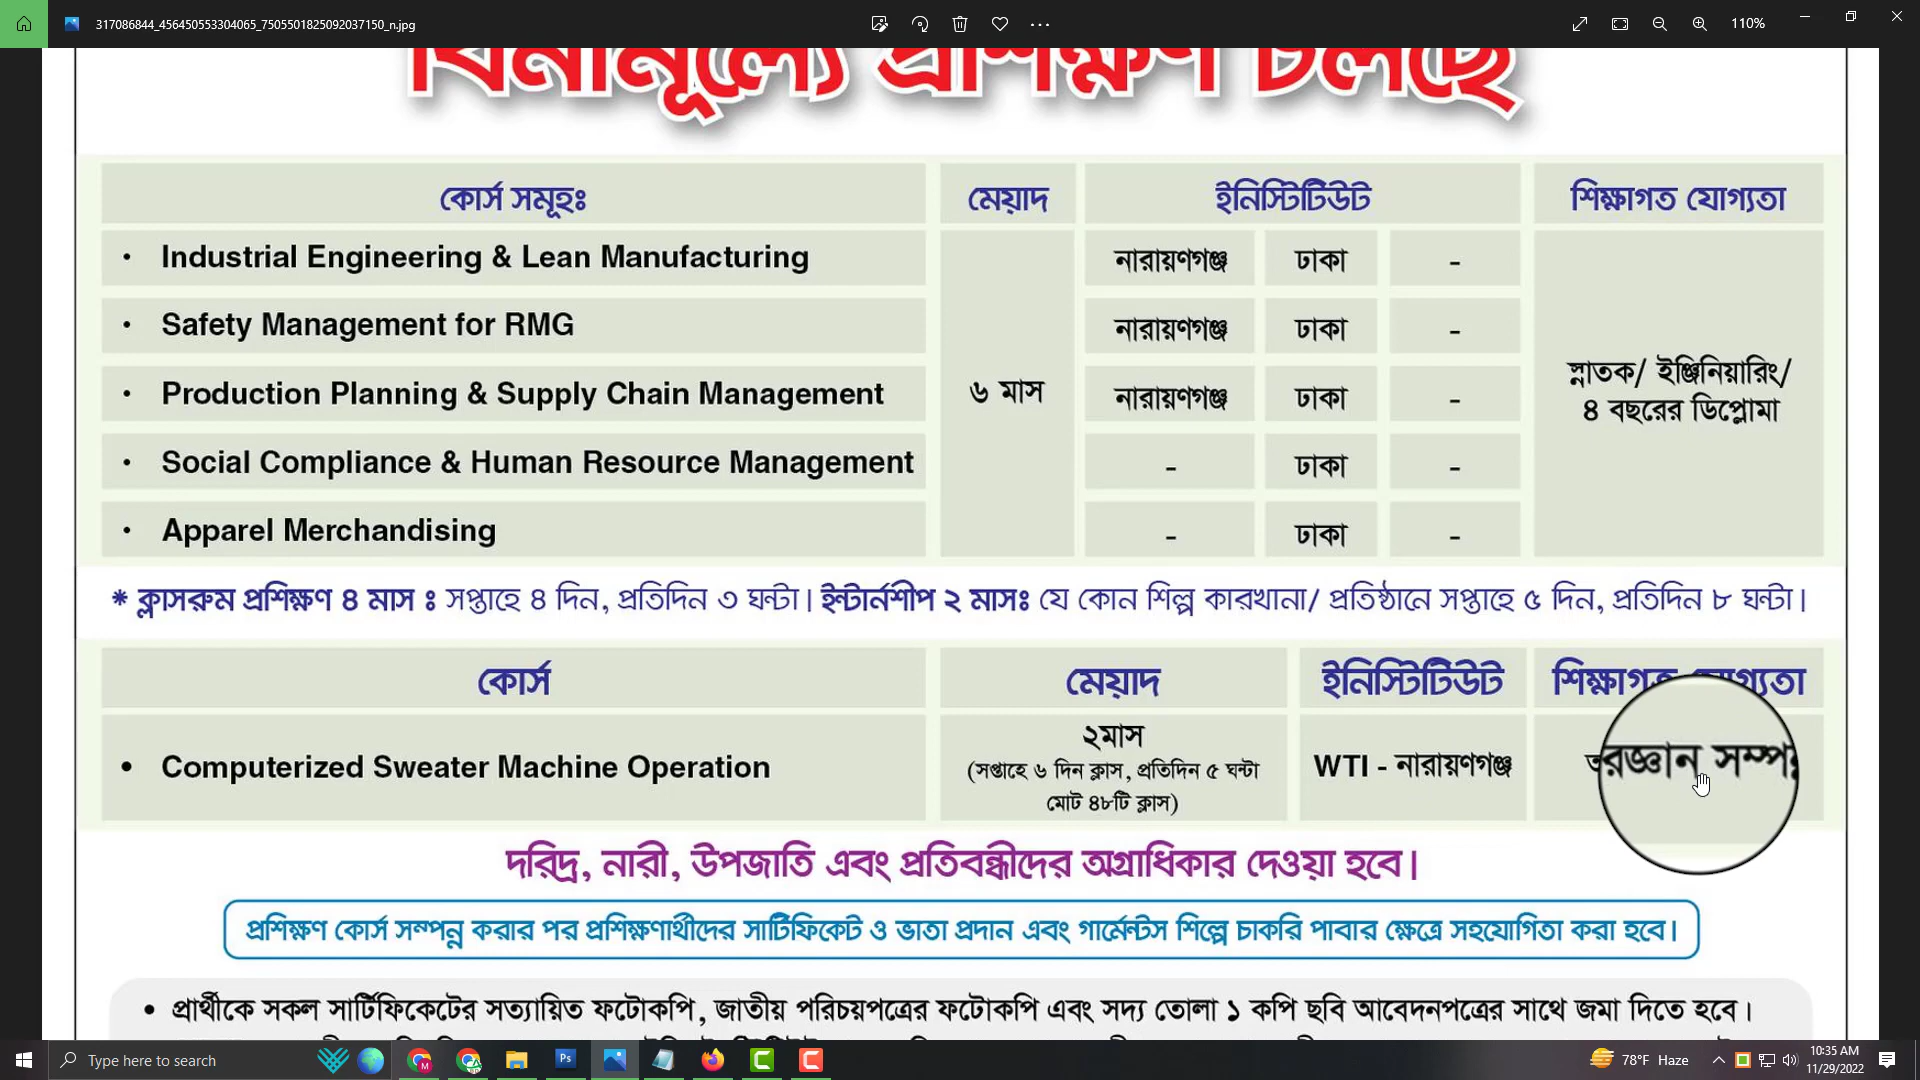 317086844_456450553304065_7505501825092037150_n.jpg
110%
বিনামূল্যে প্রশিক্ষণ চলছে
কোর্স সমূহঃ মেয়াদ ইনিস্টিটিউট শিক্ষাগত যোগ্যতা
• Industrial Engineering & Lean Manufacturing নারায়ণগঞ্জ ঢাকা -
• Safety Management for RMG নারায়ণগঞ্জ ঢাকা -
• Production Planning & Supply Chain Management ৬ মাস নারায়ণগঞ্জ ঢাকা -
স্নাতক/ ইঞ্জিনিয়ারিং/
৪ বছরের ডিপ্লোমা
• Social Compliance & Human Resource Management - ঢাকা -
• Apparel Merchandising - ঢাকা -
* ক্লাসরুম প্রশিক্ষণ ৪ মাস ঃ সপ্তাহে ৪ দিন, প্রতিদিন ৩ ঘন্টা। ইন্টার্নশীপ ২ মাসঃ যে কোন শিল্প কারখানা/ প্রতিষ্ঠানে সপ্তাহে ৫ দিন, প্রতিদিন ৮ ঘন্টা।
কোর্স মেয়াদ ইনিস্টিটিউট শিক্ষাগত যোগ্যতা
• Computerized Sweater Machine Operation
২মাস
(সপ্তাহে ৬ দিন ক্লাস, প্রতিদিন ৫ ঘন্টা
মোট ৪৮টি ক্লাস)
WTI - নারায়ণগঞ্জ
দরিদ্র, নারী, উপজাতি এবং প্রতিবন্ধীদের অগ্রাধিকার দেওয়া হবে।
প্রশিক্ষণ কোর্স সম্পন্ন করার পর প্রশিক্ষণার্থীদের সার্টিফিকেট ও ভাতা প্রদান এবং গার্মেন্টস শিল্পে চাকরি পাবার ক্ষেত্রে সহযোগিতা করা হবে।
• প্রার্থীকে সকল সার্টিফিকেটের সত্যায়িত ফটোকপি, জাতীয় পরিচয়পত্রের ফটোকপি এবং সদ্য তোলা ১ কপি ছবি আবেদনপত্রের সাথে জমা দিতে হবে।
Type here to search
78°F Haze
10:35 AM
11/29/2022